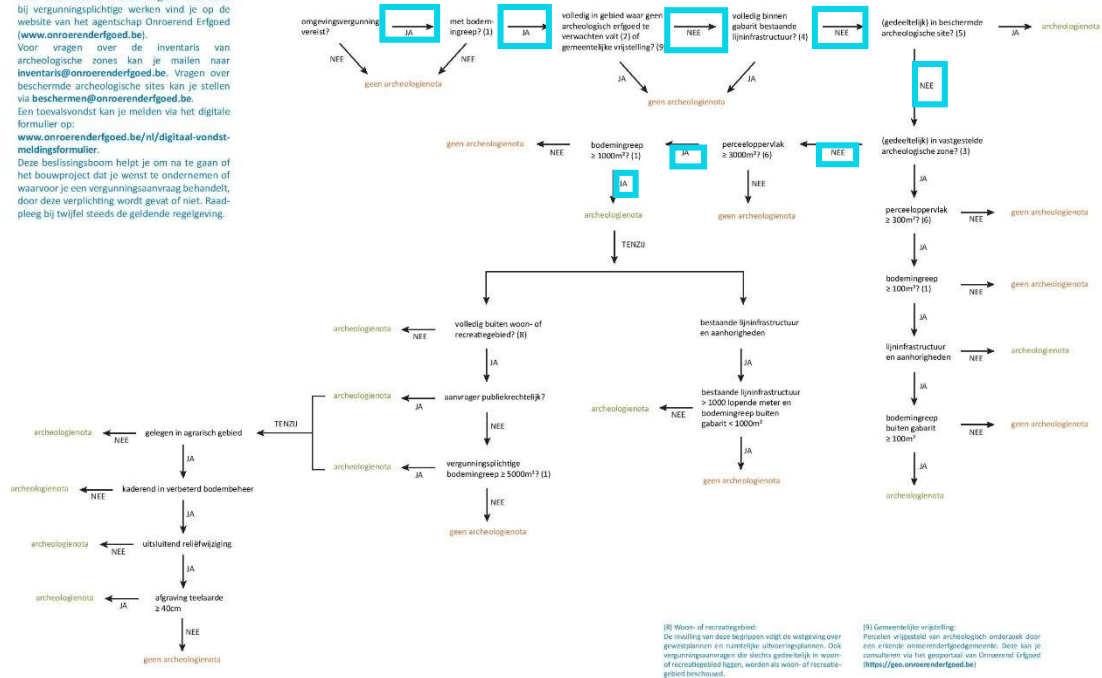 bij vergunningsplichtige werken vind je op de
website van het agentschap Onroerend Erfgoed
(www.onroerenderfgoed.be).
Voor vragen over de inventaris van
archeologische zones kan je mailen naar
inventaris@onroerenderfgoed.be. Vragen over
beschermde archeologische sites kan je stellen
via beschermen@onroerenderfgoed.be.
Een toevalsvondst kan je melden via het digitale
formulier op:
www.onroerenderfgoed.be/nl/digitaal-vondst-
meldingsformulier.
Deze beslissingsboom helpt je om na te gaan of
het bouwproject dat je wenst te ondernemen of
waarvoor je een vergunningsaanvraag behandelt,
door deze verplichting wordt gevat of niet. Raad-
pleeg bij twijfel steeds de geldende regelgeving.
omgevingsvergunning
vereist?
JA
NEE
met bodem-
ingreep? (1)
JA
NEE
geen archeologienota
volledig in gebied waar geen
archeologisch erfgoed te
verwachten valt (2) of
gemeentelijke vrijstelling? (9)
NEE
JA
volledig binnen
gabarit bestaande
lijninfrastructuur? (4)
NEE
JA
geen archeologienota
(gedeeltelijk) in beschermde
archeologische site? (5)
JA
archeologienota
NEE
(gedeeltelijk) in vastgestelde
archeologische zone? (3)
NEE
perceeloppervlak
≥ 3000m²? (6)
JA
NEE
geen archeologienota
bodemingreep
≥ 1000m²? (1)
NEE
geen archeologienota
JA
archeologienota
TENZIJ
JA
perceeloppervlak
≥ 300m²? (6)
NEE
geen archeologienota
JA
bodemingreep
≥ 100m²? (1)
NEE
geen archeologienota
JA
lijninfrastructuur
en aanhorigheden
NEE
archeologienota
JA
bodemingreep
buiten gabarit
≥ 100m²
NEE
geen archeologienota
JA
archeologienota
volledig buiten woon- of
recreatiegebied? (8)
NEE
archeologienota
JA
aanvrager publiekrechtelijk?
JA
archeologienota
NEE
vergunningsplichtige
bodemingreep ≥ 5000m²? (1)
JA
archeologienota
NEE
geen archeologienota
bestaande lijninfrastructuur
en aanhorigheden
JA
bestaande lijninfrastructuur
> 1000 lopende meter en
bodemingreep buiten
gabarit < 1000m²
NEE
archeologienota
JA
geen archeologienota
TENZIJ
gelegen in agrarisch gebied
NEE
archeologienota
JA
kaderend in verbeterd bodembeheer
NEE
archeologienota
JA
uitsluitend reliëfwijziging
NEE
archeologienota
JA
afgraving teelaarde
≥ 40cm
JA
archeologienota
NEE
geen archeologienota
(8) Woon- of recreatiegebied:
De invulling van deze begrippen volgt de wetgeving over
gewestplannen en ruimtelijke uitvoeringsplannen. Ook
vergunningsaanvragen die slechts gedeeltelijk in woon-
of recreatiegebied liggen, worden als woon- of recreatie-
gebied beschouwd.
(9) Gemeentelijke vrijstelling:
Percelen vrijgesteld van archeologisch onderzoek door
een erkende onroerenderfgoedgemeente. Deze kan je
consulteren via het geoportaal van Onroerend Erfgoed
(https://geo.onroerenderfgoed.be)